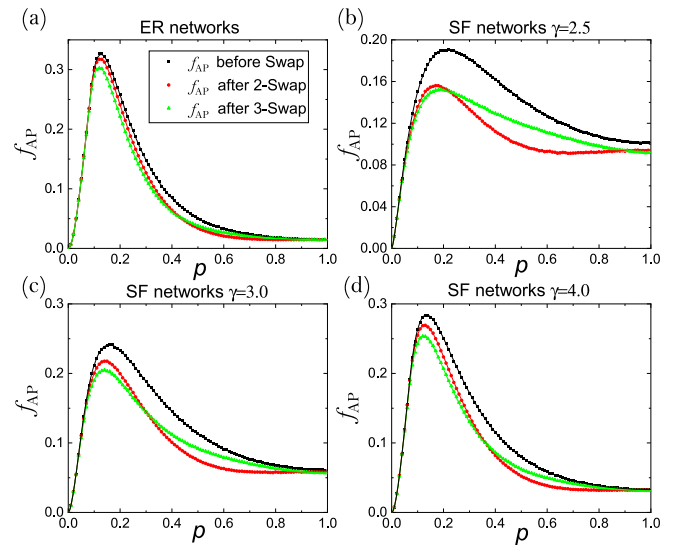 (a)
ER networks
f_AP before Swap
f_AP after 2-Swap
f_AP after 3-Swap
f_AP
0.3
0.2
0.1
0.0
0.0 0.2 0.4 0.6 0.8 1.0
p
(b)
SF networks γ=2.5
f_AP
0.20
0.16
0.12
0.08
0.04
0.00
0.0 0.2 0.4 0.6 0.8 1.0
p
(c)
SF networks γ=3.0
f_AP
0.3
0.2
0.1
0.0
0.0 0.2 0.4 0.6 0.8 1.0
p
(d)
SF networks γ=4.0
f_AP
0.3
0.2
0.1
0.0
0.0 0.2 0.4 0.6 0.8 1.0
p